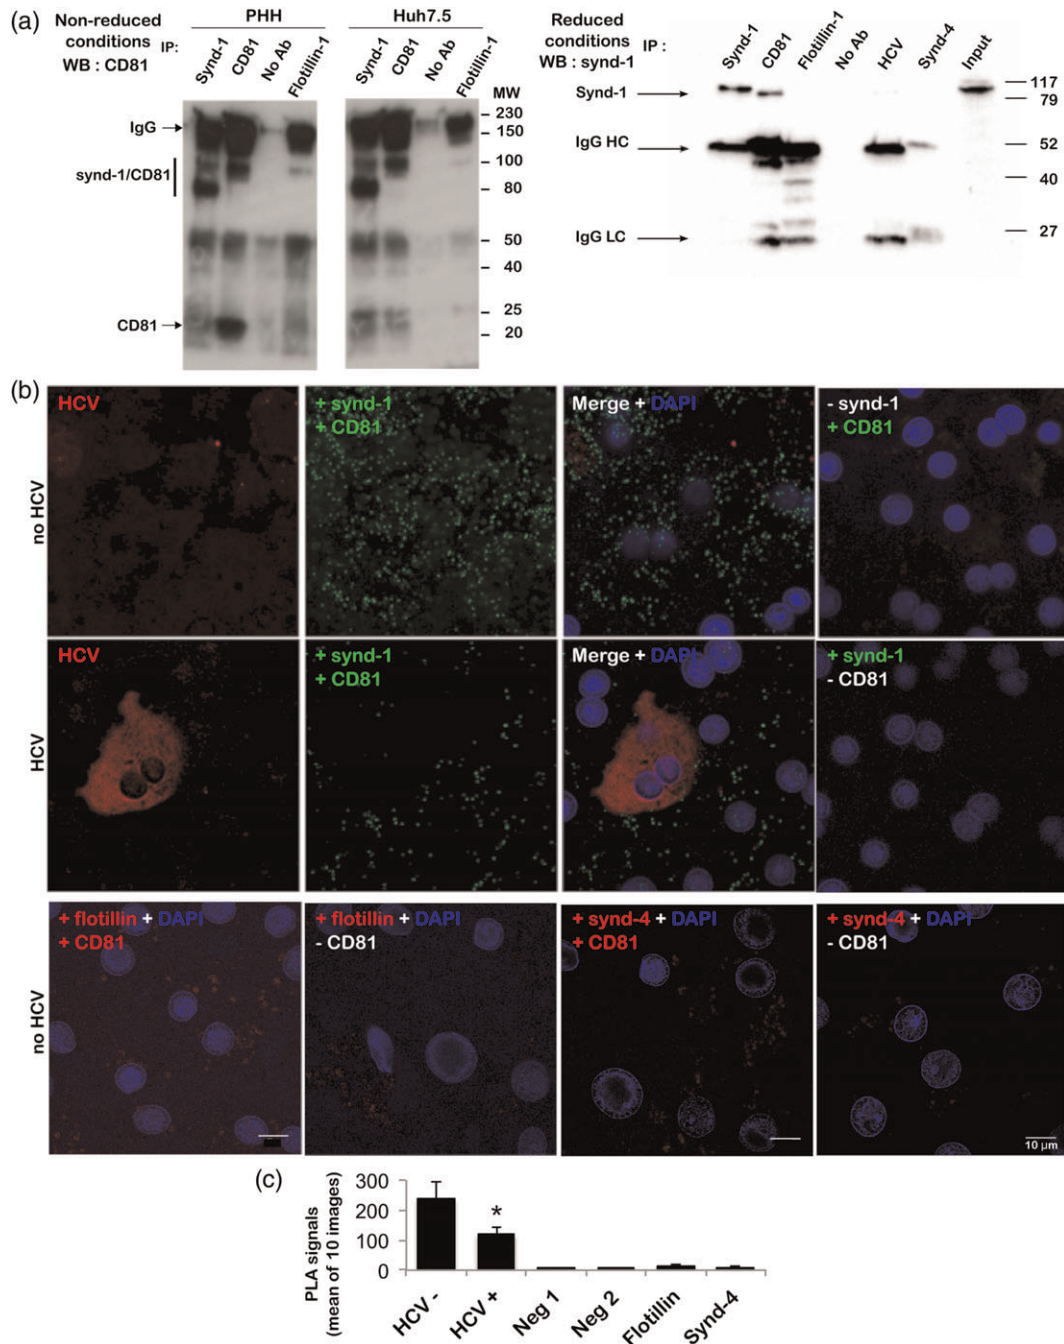 (a)
Non-reduced
conditions
WB : CD81
IP:
PHH
Synd-1
CD81
No Ab
Flotillin-1
Huh7.5
Synd-1
CD81
No Ab
Flotillin-1
MW
IgG
synd-1/CD81
CD81
230
150
100
80
50
40
25
20
Reduced
conditions
WB : synd-1
IP :
Synd-1
CD81
Flotillin-1
No Ab
HCV
Synd-4
Input
Synd-1
IgG HC
IgG LC
117
79
52
40
27
(b)
no HCV
HCV
+ synd-1
+ CD81
Merge + DAPI
- synd-1
+ CD81
HCV
HCV
+ synd-1
+ CD81
Merge + DAPI
+ synd-1
- CD81
no HCV
+ flotillin + DAPI
+ CD81
+ flotillin + DAPI
- CD81
+ synd-4 + DAPI
+ CD81
+ synd-4 + DAPI
- CD81
10 µm
(c)
PLA signals
(mean of 10 images)
300
200
100
0
*
HCV -
HCV +
Neg 1
Neg 2
Flotillin
Synd-4